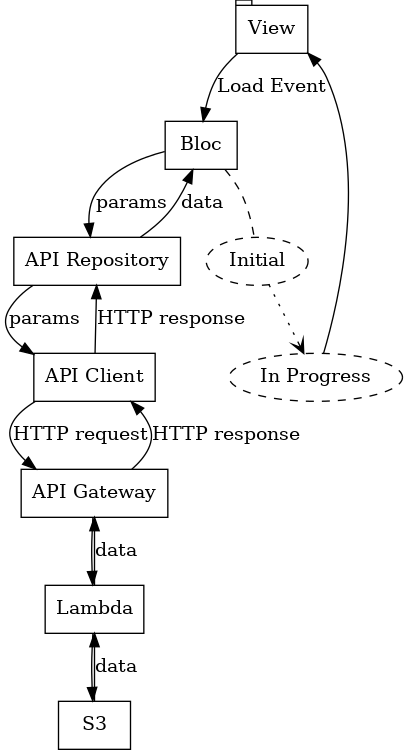 View
Load Event
Bloc
params
data
API Repository
Initial
params
HTTP response
API Client
In Progress
HTTP request
HTTP response
API Gateway
data
Lambda
data
S3